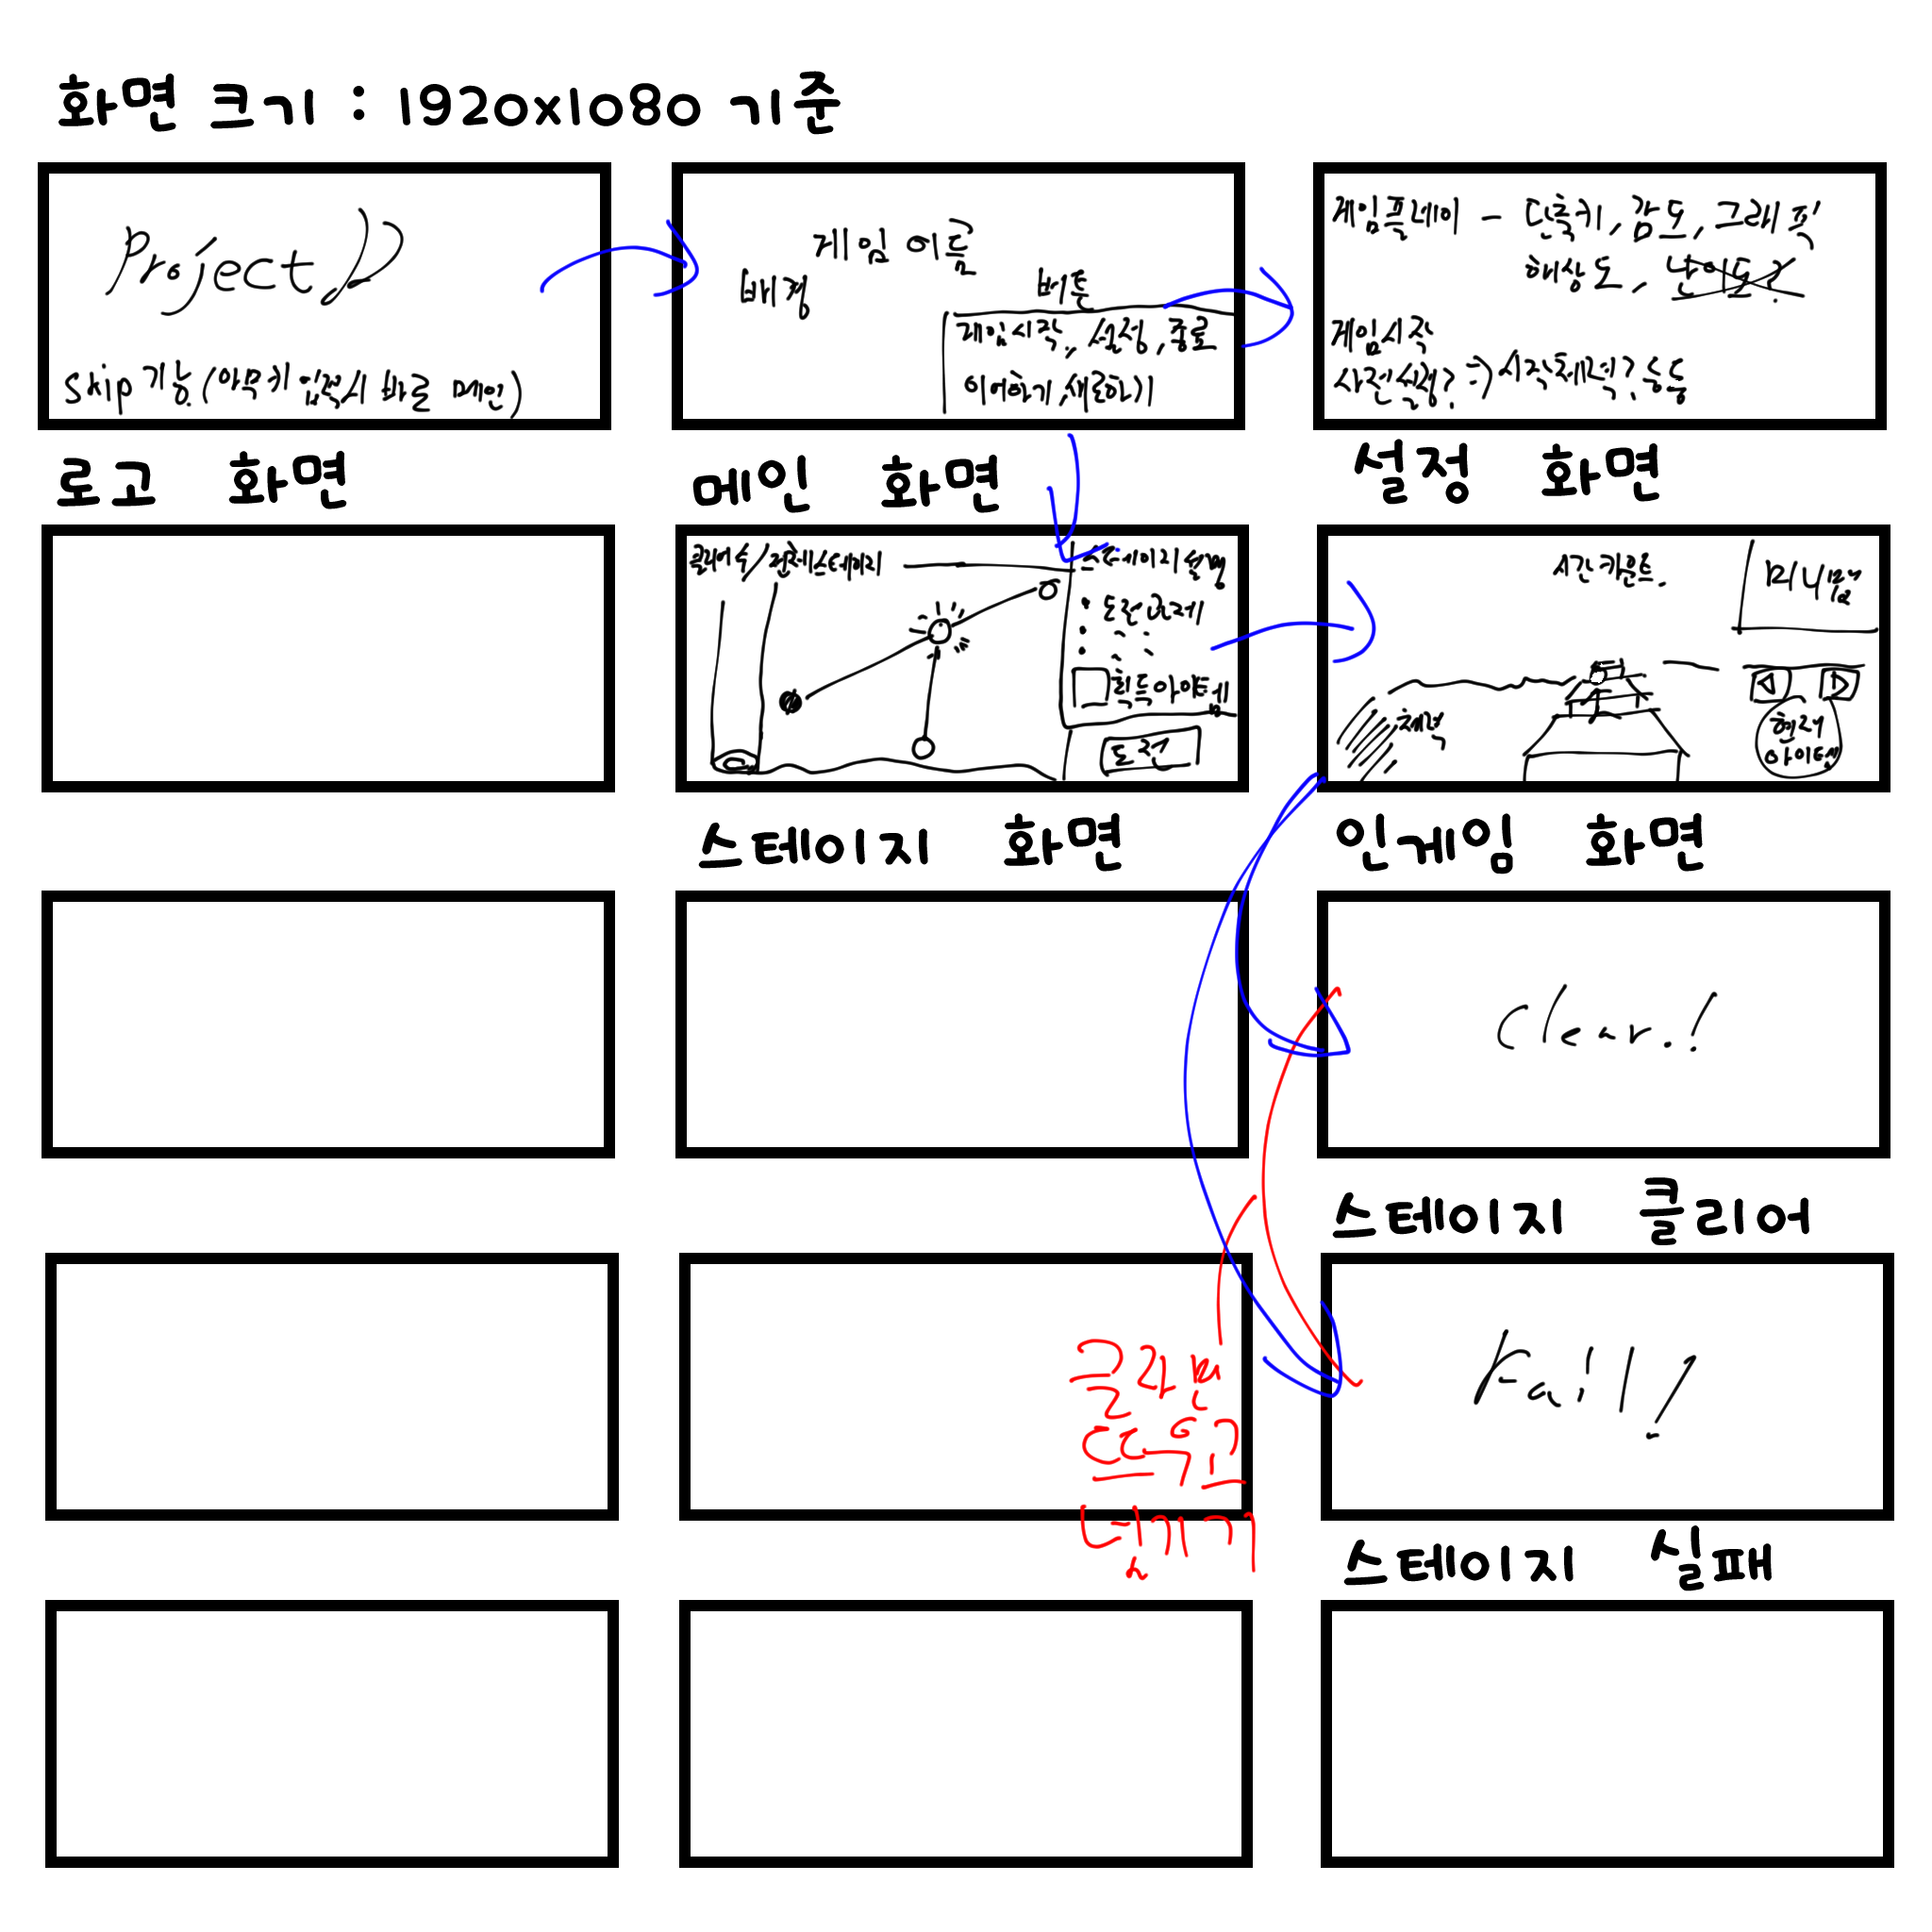 화면 크기 : 1920x1080 기준
Project
Skip 기능 (아무키 입력시 바로 메인)
로고 화면
게임 이름
배경
버튼
게임시작, 설정, 종료
이어하기, 새로하기
메인 화면
게임플레이 - 단축키, 감도, 그래픽
해상도, 난이도?
게임시작
사전설정? => 시작체력? 등등
설정 화면
클리어 수 / 전체스테이지
스테이지 설명
도전과제
획득아이템
도전
스테이지 화면
시간 카운트
미니맵
체력
현재
아이템
인게임 화면
Clear.!
스테이지 클리어
Fail!
스테이지 실패
골라면
띄우고
넘기기